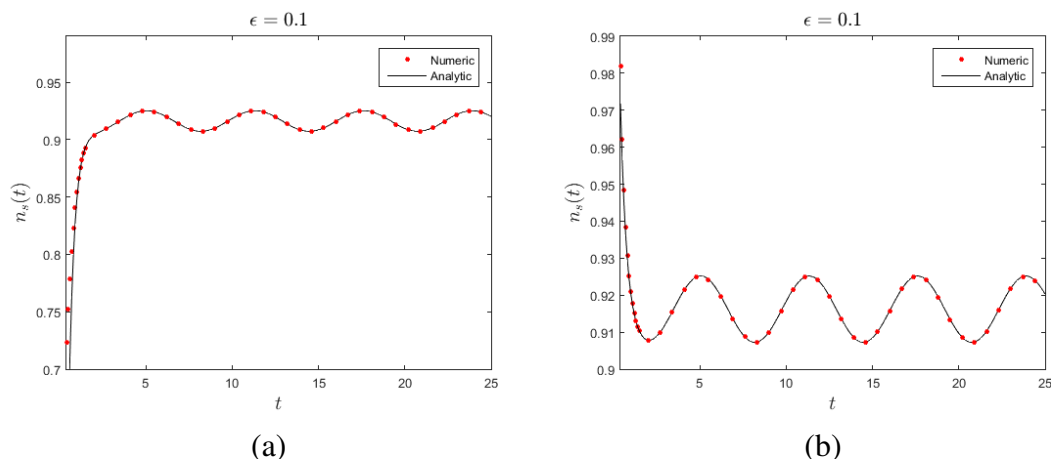 ϵ = 0.1
0.95
0.9
0.85
0.8
0.75
0.7
n_s(t)
5
10
15
20
25
t
Numeric
Analytic
(a)
ϵ = 0.1
0.99
0.98
0.97
0.96
0.95
0.94
0.93
0.92
0.91
0.9
n_s(t)
5
10
15
20
25
t
Numeric
Analytic
(b)